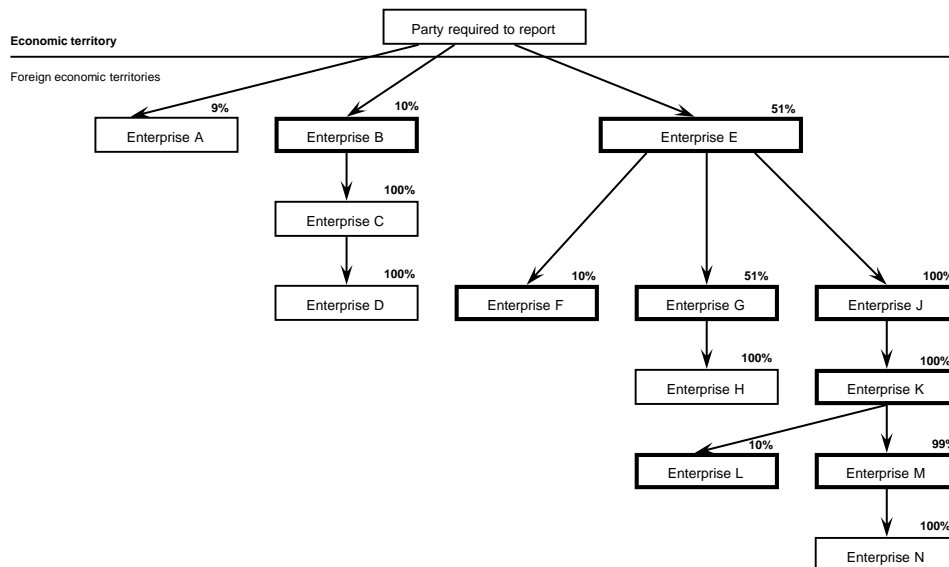 Party required to report
Economic territory
Foreign economic territories
9%
10%
51%
Enterprise A
Enterprise B
Enterprise E
100%
Enterprise C
100%
10%
51%
100%
Enterprise D
Enterprise F
Enterprise G
Enterprise J
100%
100%
Enterprise H
Enterprise K
10%
99%
Enterprise L
Enterprise M
100%
Enterprise N